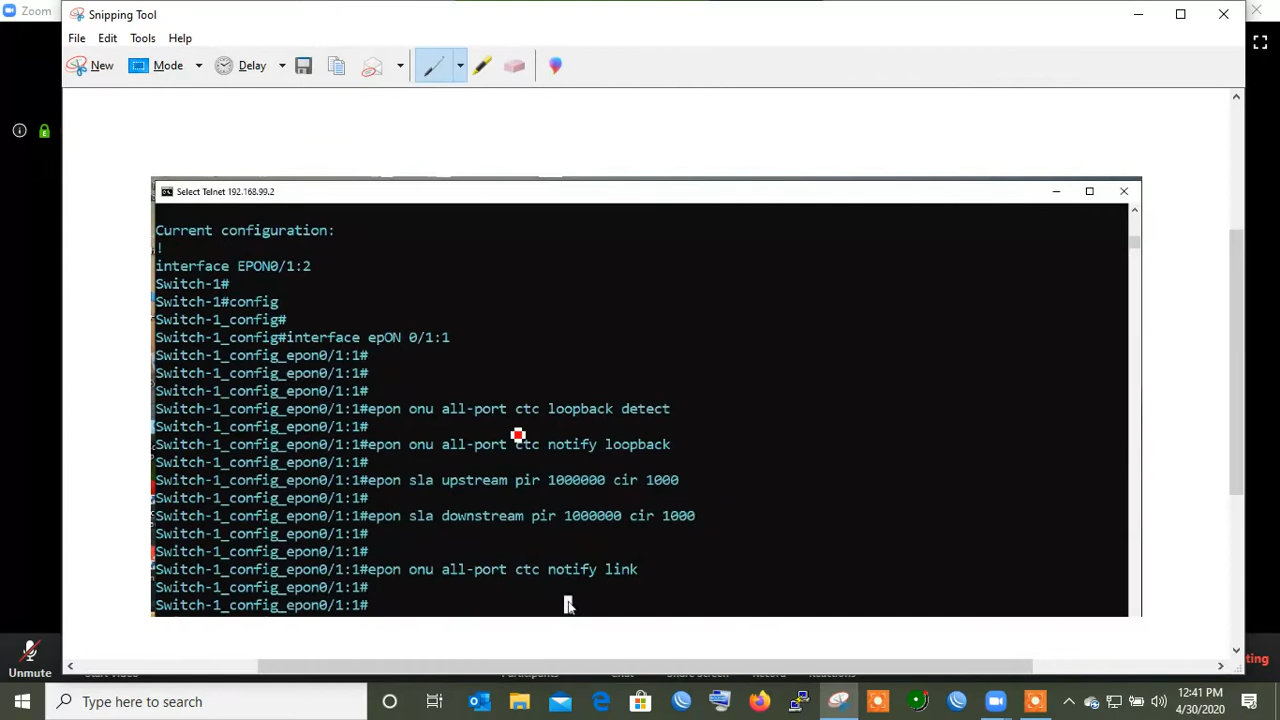 Zoom
Snipping Tool
File Edit Tools Help
New Mode Delay
Select Telnet 192.168.99.2
Current configuration:
!
interface EPON0/1:2
Switch-1#
Switch-1#config
Switch-1_config#
Switch-1_config#interface epON 0/1:1
Switch-1_config_epon0/1:1#
Switch-1_config_epon0/1:1#
Switch-1_config_epon0/1:1#
Switch-1_config_epon0/1:1#epon onu all-port ctc loopback detect
Switch-1_config_epon0/1:1#
Switch-1_config_epon0/1:1#epon onu all-port ctc notify loopback
Switch-1_config_epon0/1:1#
Switch-1_config_epon0/1:1#epon sla upstream pir 1000000 cir 1000
Switch-1_config_epon0/1:1#
Switch-1_config_epon0/1:1#epon sla downstream pir 1000000 cir 1000
Switch-1_config_epon0/1:1#
Switch-1_config_epon0/1:1#
Switch-1_config_epon0/1:1#epon onu all-port ctc notify link
Switch-1_config_epon0/1:1#
Switch-1_config_epon0/1:1#
Unmute
ting
Type here to search
12:41 PM
4/30/2020